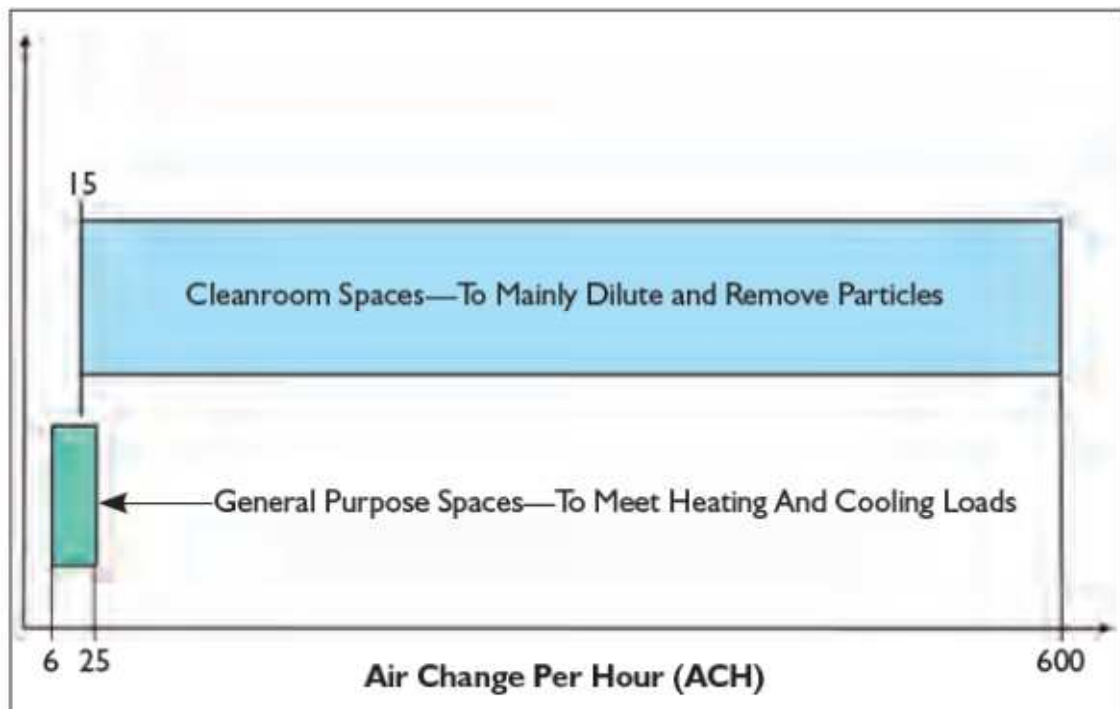 15
Cleanroom Spaces—To Mainly Dilute and Remove Particles
General Purpose Spaces—To Meet Heating And Cooling Loads
6 25 600
Air Change Per Hour (ACH)